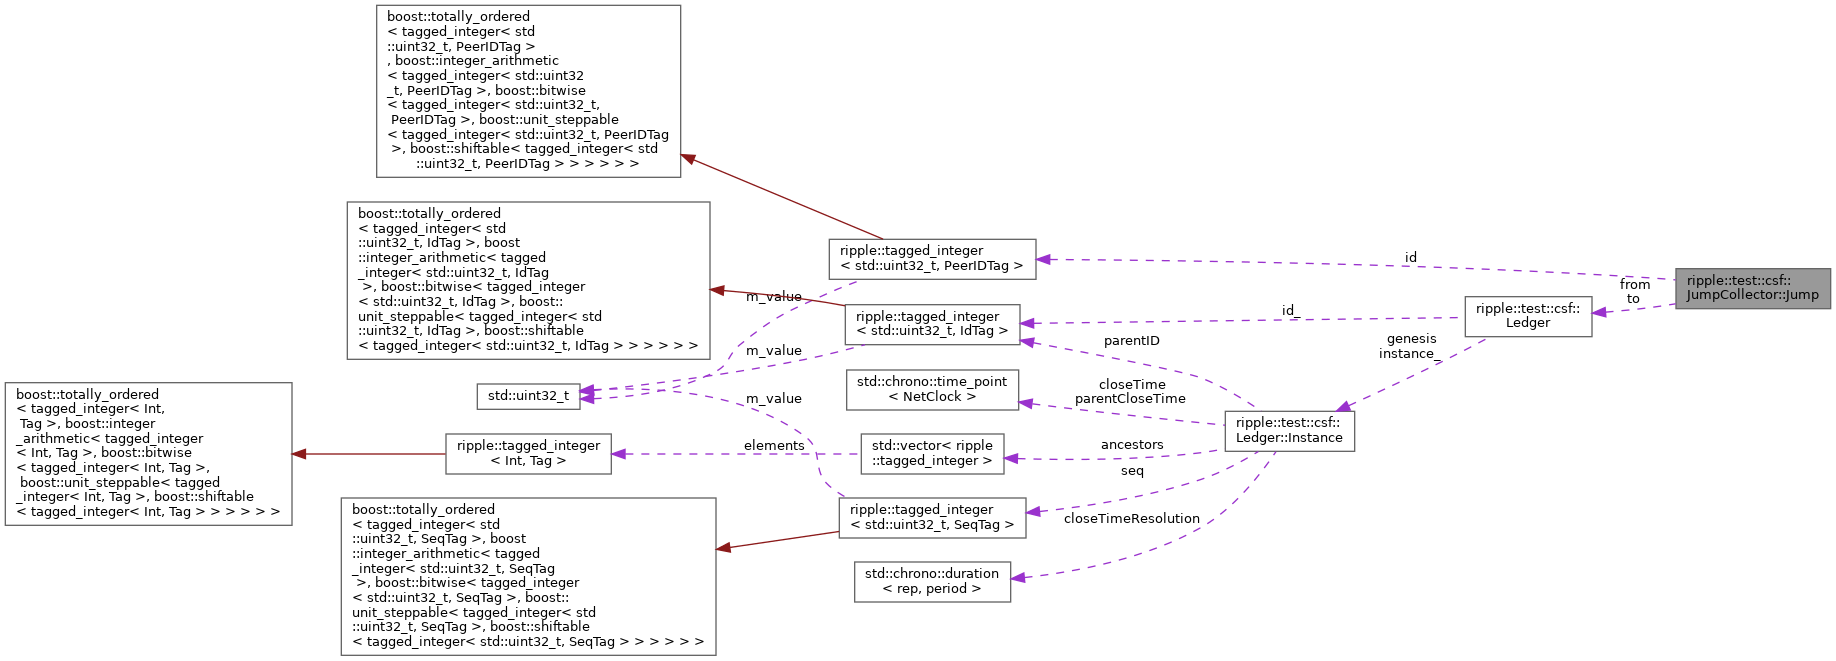 boost::totally_ordered
< tagged_integer< std
::uint32_t, PeerIDTag >
, boost::integer_arithmetic
< tagged_integer< std::uint32
_t, PeerIDTag >, boost::bitwise
< tagged_integer< std::uint32_t,
PeerIDTag >, boost::unit_steppable
< tagged_integer< std::uint32_t, PeerIDTag
>, boost::shiftable< tagged_integer< std
::uint32_t, PeerIDTag > > > > > >
boost::totally_ordered
< tagged_integer< std
::uint32_t, IdTag >, boost
::integer_arithmetic< tagged
_integer< std::uint32_t, IdTag
>, boost::bitwise< tagged_integer
< std::uint32_t, IdTag >, boost::
unit_steppable< tagged_integer< std
::uint32_t, IdTag >, boost::shiftable
< tagged_integer< std::uint32_t, IdTag > > > > > >
boost::totally_ordered
< tagged_integer< Int,
Tag >, boost::integer
_arithmetic< tagged_integer
< Int, Tag >, boost::bitwise
< tagged_integer< Int, Tag >,
boost::unit_steppable< tagged
_integer< Int, Tag >, boost::shiftable
< tagged_integer< Int, Tag > > > > > >
boost::totally_ordered
< tagged_integer< std
::uint32_t, SeqTag >, boost
::integer_arithmetic< tagged
_integer< std::uint32_t, SeqTag
>, boost::bitwise< tagged_integer
< std::uint32_t, SeqTag >, boost::
unit_steppable< tagged_integer< std
::uint32_t, SeqTag >, boost::shiftable
< tagged_integer< std::uint32_t, SeqTag > > > > > >
std::uint32_t
ripple::tagged_integer
< Int, Tag >
m_value
m_value
m_value
elements
ripple::tagged_integer
< std::uint32_t, PeerIDTag >
ripple::tagged_integer
< std::uint32_t, IdTag >
std::chrono::time_point
< NetClock >
std::vector< ripple
::tagged_integer >
ripple::tagged_integer
< std::uint32_t, SeqTag >
std::chrono::duration
< rep, period >
parentID
closeTime
parentCloseTime
ancestors
seq
closeTimeResolution
ripple::test::csf::
Ledger::Instance
id
id_
genesis
instance_
ripple::test::csf::
Ledger
from
to
ripple::test::csf::
JumpCollector::Jump